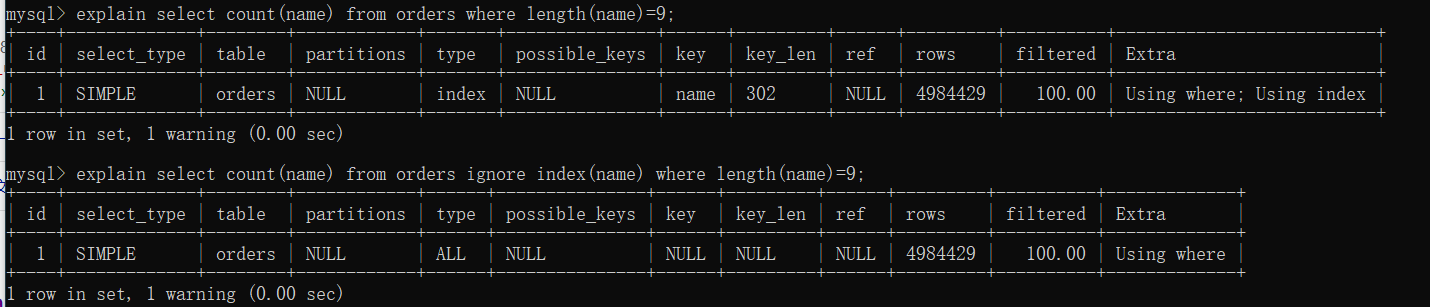 mysql> explain select count(name) from orders where length(name)=9;
+----+-------------+--------+------------+-------+---------------+------+---------+------+---------+----------+--------------------------+
| id | select_type | table | partitions | type | possible_keys | key | key_len | ref | rows | filtered | Extra |
+----+-------------+--------+------------+-------+---------------+------+---------+------+---------+----------+--------------------------+
| 1 | SIMPLE | orders | NULL | index | NULL | name | 302 | NULL | 4984429 | 100.00 | Using where; Using index |
+----+-------------+--------+------------+-------+---------------+------+---------+------+---------+----------+--------------------------+
1 row in set, 1 warning (0.00 sec)
mysql> explain select count(name) from orders ignore index(name) where length(name)=9;
+----+-------------+--------+------------+------+---------------+------+---------+------+---------+----------+-------------+
| id | select_type | table | partitions | type | possible_keys | key | key_len | ref | rows | filtered | Extra |
+----+-------------+--------+------------+------+---------------+------+---------+------+---------+----------+-------------+
| 1 | SIMPLE | orders | NULL | ALL | NULL | NULL | NULL | NULL | 4984429 | 100.00 | Using where |
+----+-------------+--------+------------+------+---------------+------+---------+------+---------+----------+-------------+
1 row in set, 1 warning (0.00 sec)